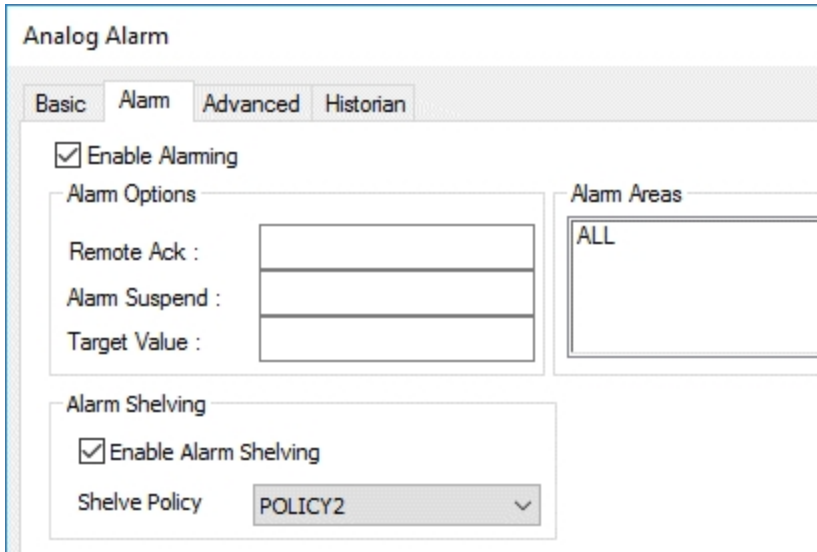 Analog Alarm
Basic Alarm Advanced Historian
Enable Alarming
Alarm Options
Remote Ack :
Alarm Suspend :
Target Value :
Alarm Areas
ALL
Alarm Shelving
Enable Alarm Shelving
Shelve Policy POLICY2